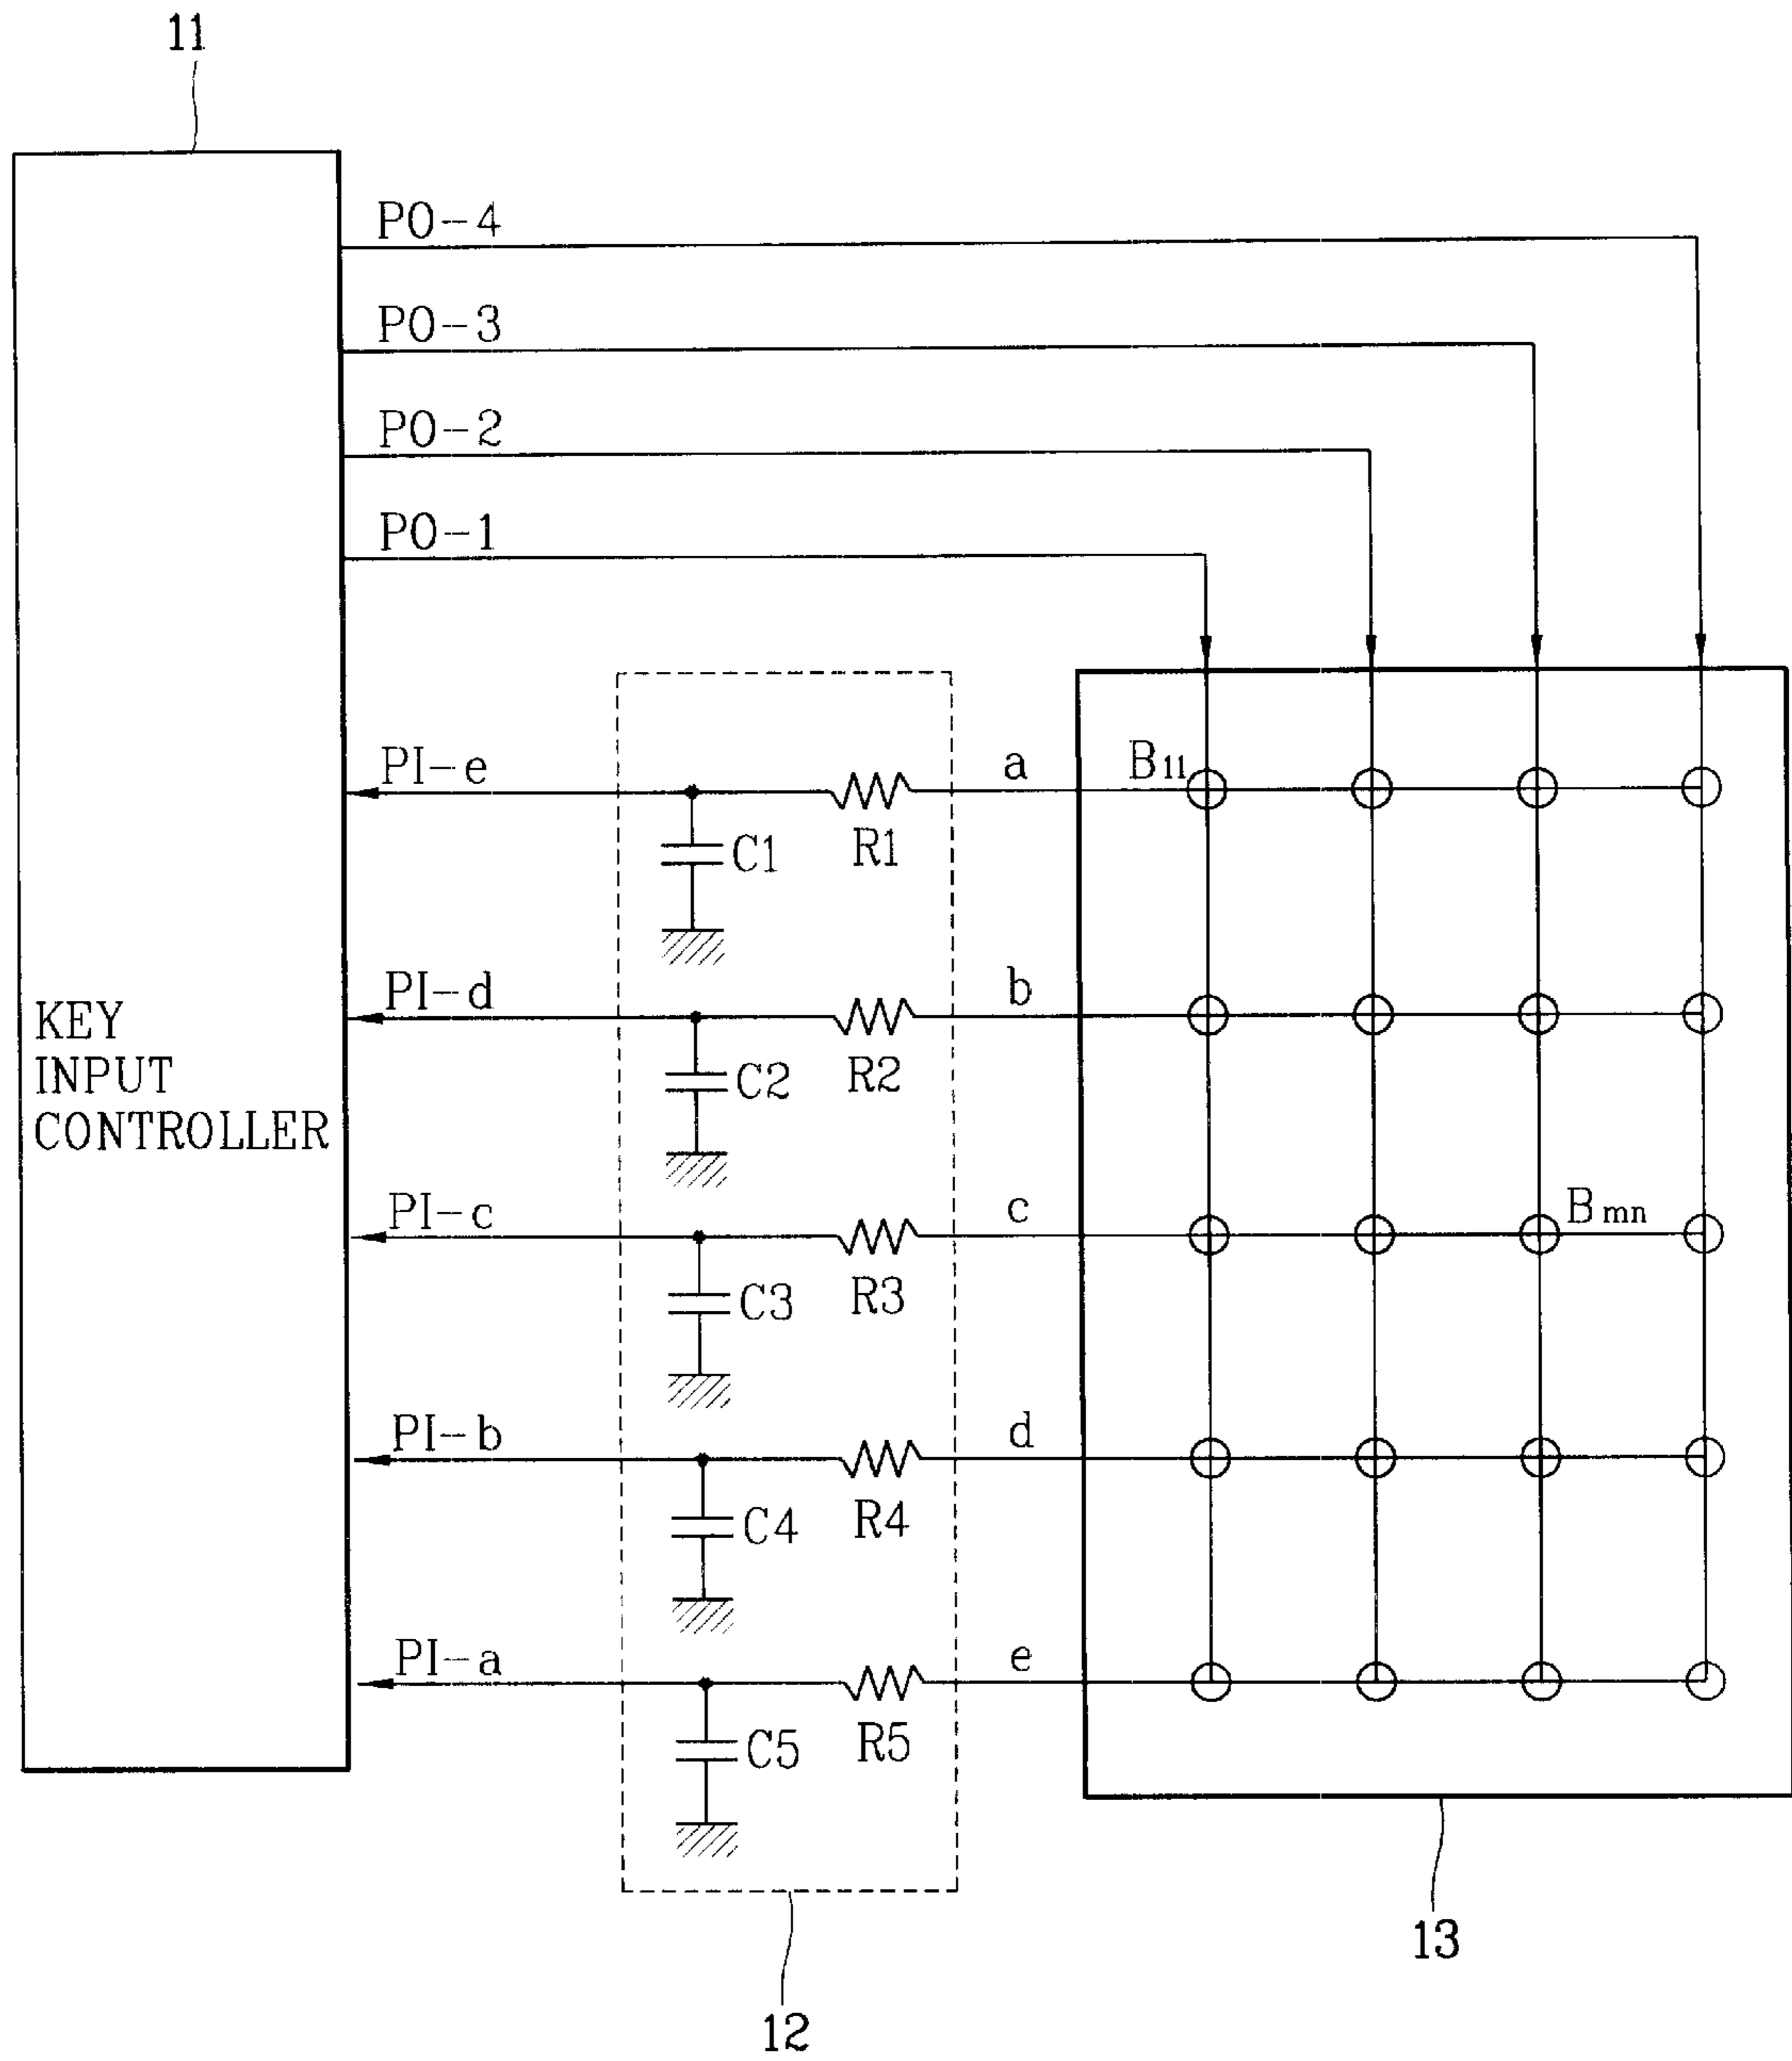 11
PO-4
PO-3
PO-2
PO-1
PI-e
a
B11
C1
R1
PI-d
b
KEY
INPUT
CONTROLLER
C2
R2
PI-c
c
Bmn
C3
R3
PI-b
d
C4
R4
PI-a
e
C5
R5
13
12